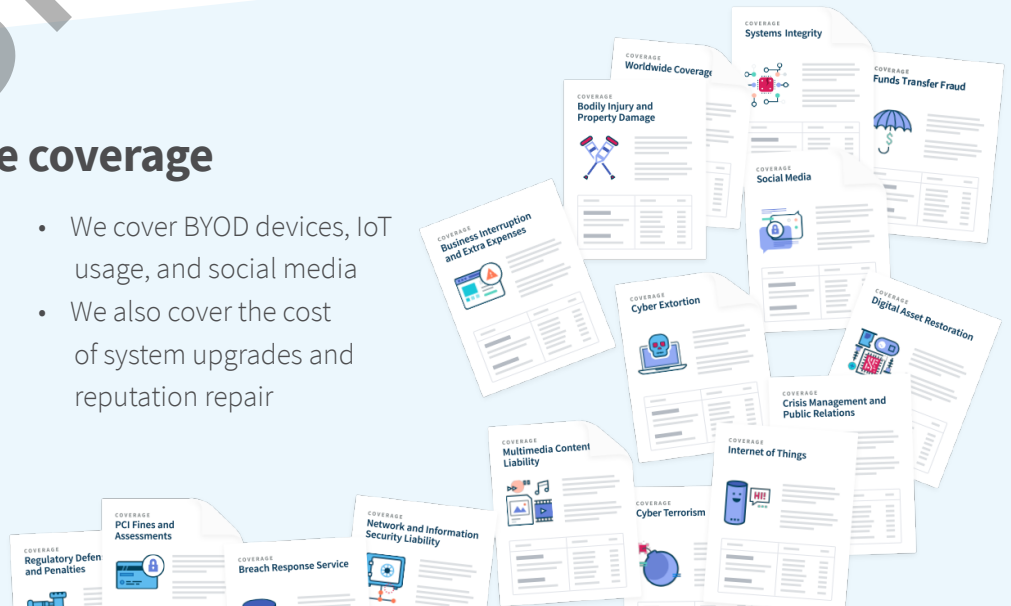 e coverage
• We cover BYOD devices, IoT
usage, and social media
• We also cover the cost
of system upgrades and
reputation repair
COVERAGE
Systems Integrity
COVERAGE
Worldwide Coverage
COVERAGE
Funds Transfer Fraud
COVERAGE
Bodily Injury and
Property Damage
COVERAGE
Social Media
COVERAGE
Business Interruption
and Extra Expenses
COVERAGE
Cyber Extortion
COVERAGE
Digital Asset Restoration
COVERAGE
Crisis Management and
Public Relations
COVERAGE
Multimedia Content
Liability
COVERAGE
Internet of Things
HI!
COVERAGE
Cyber Terrorism
COVERAGE
PCI Fines and
Assessments
COVERAGE
Network and Information
Security Liability
COVERAGE
Regulatory Defen
and Penalties
COVERAGE
Breach Response Service